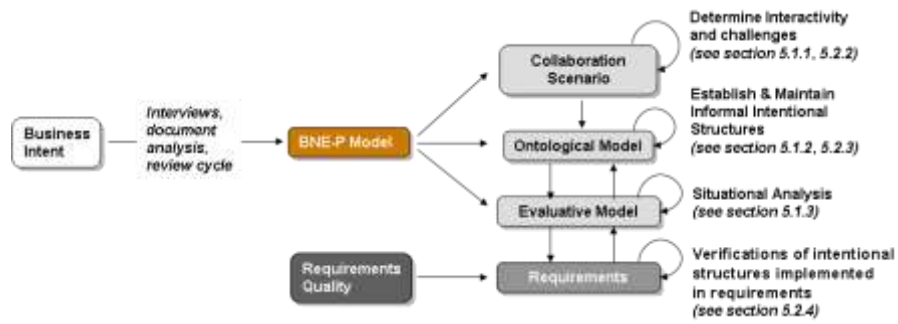 Determine Interactivity
and challenges
(see section 5.1.1, 5.2.2)
Collaboration
Scenario
Establish & Maintain
Informal Intentional
Structures
(see section 5.1.2, 5.2.3)
Interviews,
document
analysis,
review cycle
Business
Intent
BNE-P Model
Ontological Model
Evaluative Model
Situational Analysis
(see section 5.1.3)
Requirements
Quality
Requirements
Verifications of intentional
structures implemented
in requirements
(see section 5.2.4)